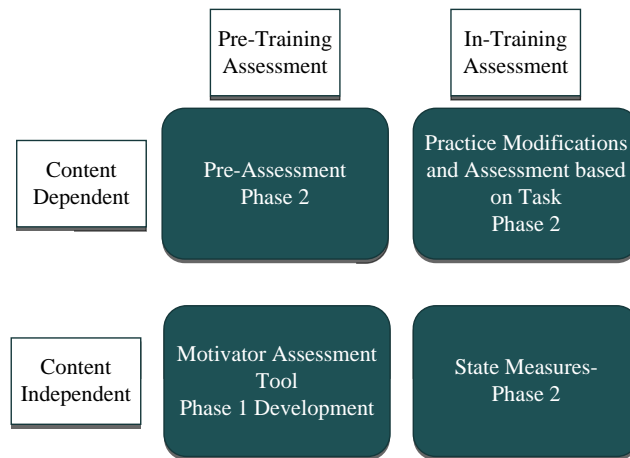 Pre-Training
Assessment
In-Training
Assessment
Content
Dependent
Pre-Assessment
Phase 2
Practice Modifications
and Assessment based
on Task
Phase 2
Content
Independent
Motivator Assessment
Tool
Phase 1 Development
State Measures-
Phase 2